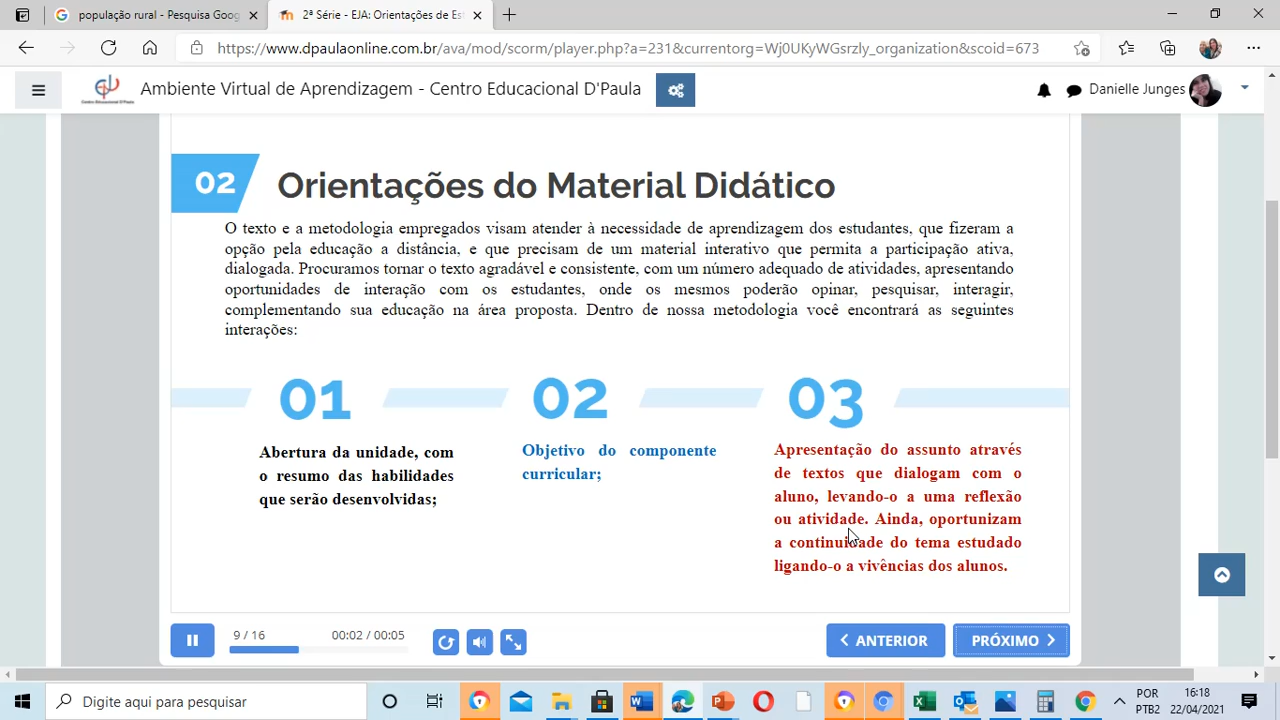 população rural - Pesquisa Goog
2ª Série - EJA: Orientações de Es
https://www.dpaulaonline.com.br/ava/mod/scorm/player.php?a=231&currentorg=Wj0UKyWGsrzly_organization&scoid=673
Ambiente Virtual de Aprendizagem - Centro Educacional D'Paula
Danielle Junges
02 Orientações do Material Didático
O texto e a metodologia empregados visam atender à necessidade de aprendizagem dos estudantes, que fizeram a
opção pela educação a distância, e que precisam de um material interativo que permita a participação ativa,
dialogada. Procuramos tornar o texto agradável e consistente, com um número adequado de atividades, apresentando
oportunidades de interação com os estudantes, onde os mesmos poderão opinar, pesquisar, interagir,
complementando sua educação na área proposta. Dentro de nossa metodologia você encontrará as seguintes
interações:
01
Abertura da unidade, com
o resumo das habilidades
que serão desenvolvidas;
02
Objetivo do componente
curricular;
03
Apresentação do assunto através
de textos que dialogam com o
aluno, levando-o a uma reflexão
ou atividade. Ainda, oportunizam
a continuidade do tema estudado
ligando-o a vivências dos alunos.
9 / 16
00:02 / 00:05
ANTERIOR
PRÓXIMO
Digite aqui para pesquisar
POR
PTB2
16:18
22/04/2021